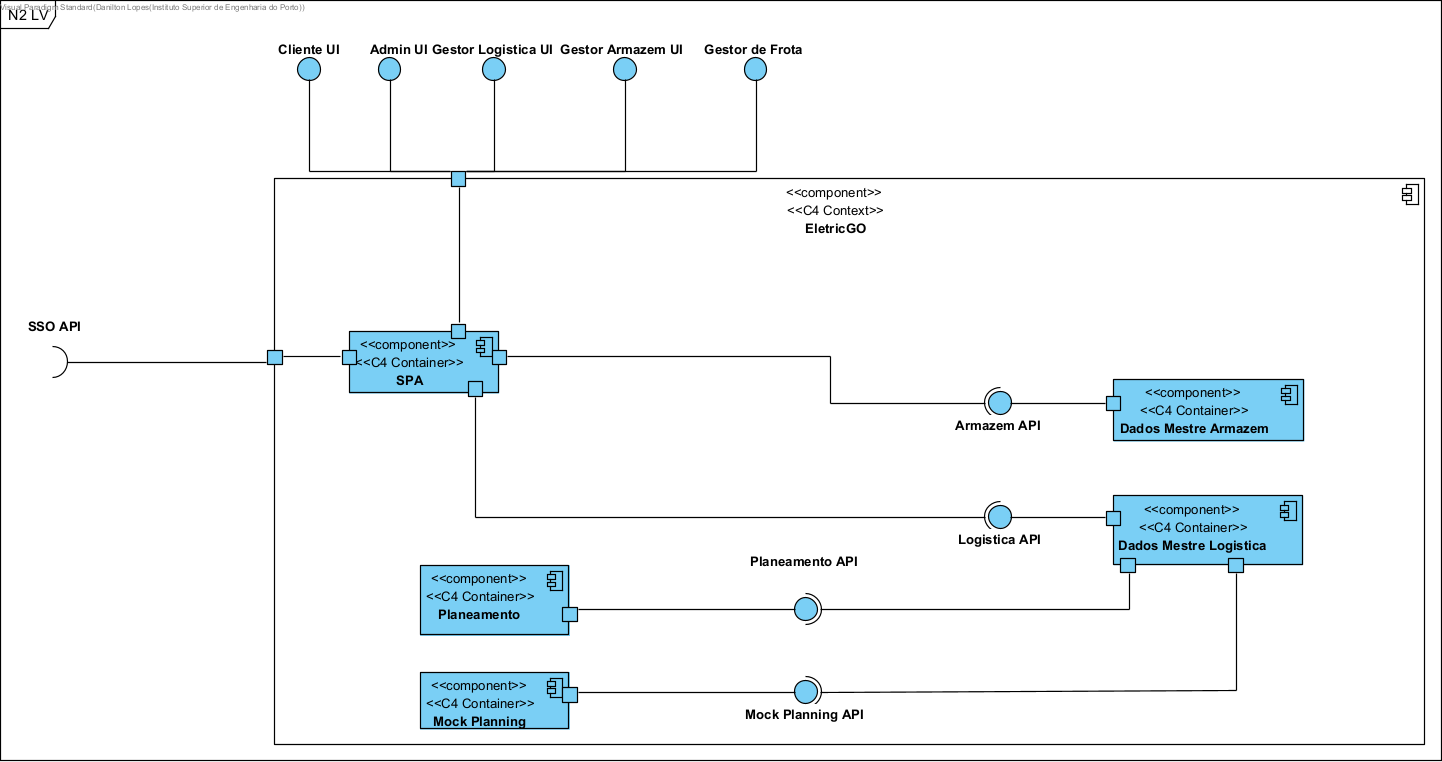 Visual Paradigm Standard(Danilton Lopes(Instituto Superior de Engenharia do Porto))
N2 LV
Cliente UI
Admin UI
Gestor Logistica UI
Gestor Armazem UI
Gestor de Frota
<<component>>
<<C4 Context>>
EletricGO
SSO API
<<component>>
<<C4 Container>>
SPA
<<component>>
<<C4 Container>>
Dados Mestre Armazem
Armazem API
<<component>>
<<C4 Container>>
Dados Mestre Logistica
Logistica API
Planeamento API
<<component>>
<<C4 Container>>
Planeamento
<<component>>
<<C4 Container>>
Mock Planning
Mock Planning API